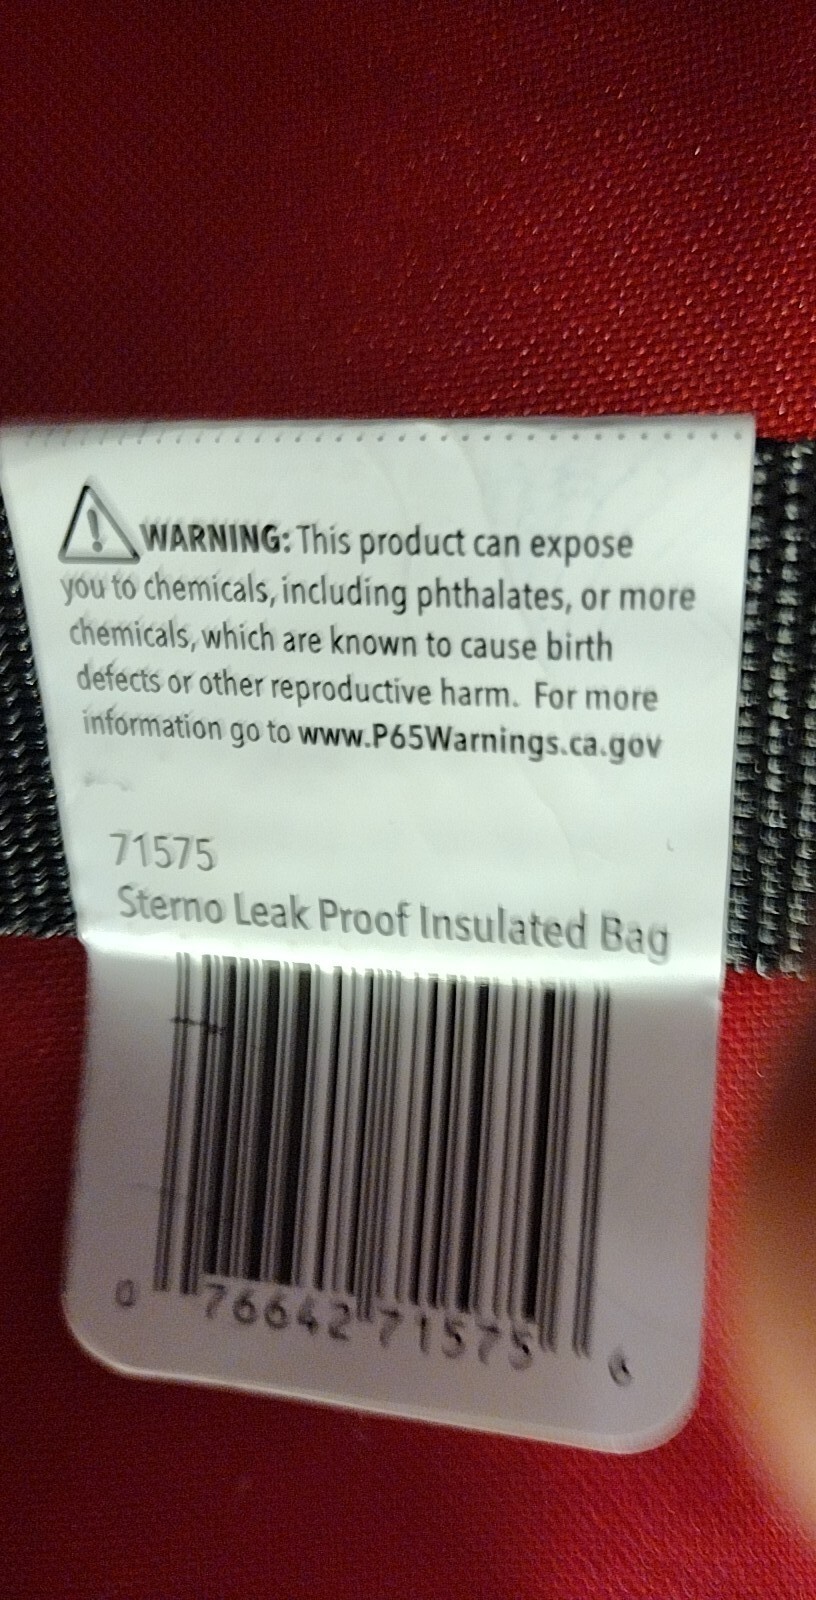 WARNING: This product can expose
you to chemicals, including phthalates, or more
chemicals, which are known to cause birth
defects or other reproductive harm. For more
information go to www.P65Warnings.ca.gov
71575
Sterno Leak Proof Insulated Bag
0 76642 71575 6